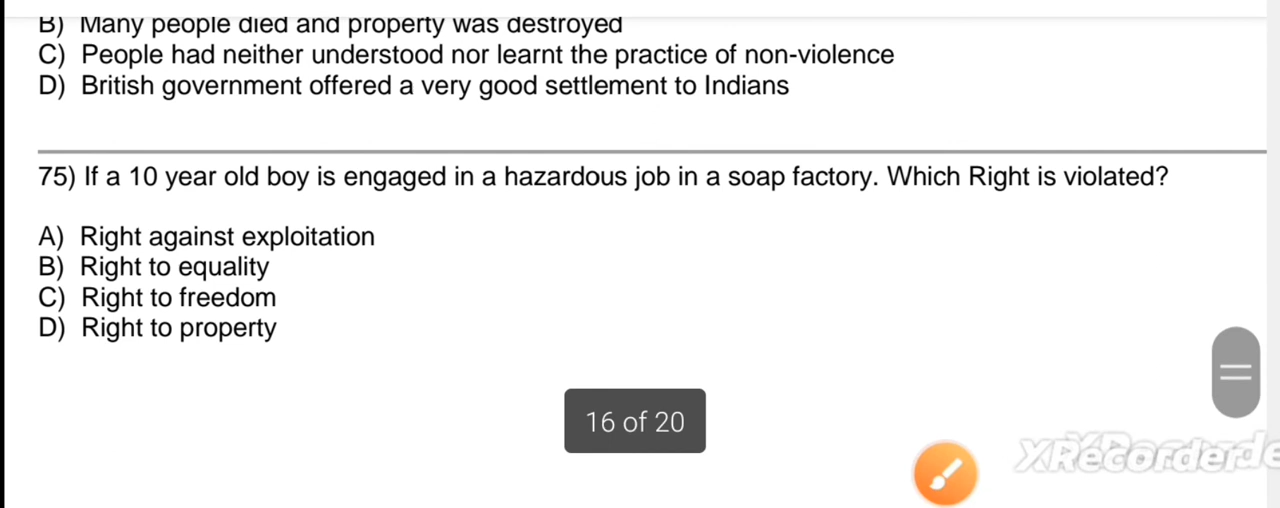 B) Many people died and property was destroyed
C) People had neither understood nor learnt the practice of non-violence
D) British government offered a very good settlement to Indians
75) If a 10 year old boy is engaged in a hazardous job in a soap factory. Which Right is violated?
A) Right against exploitation
B) Right to equality
C) Right to freedom
D) Right to property
16 of 20
XRecorder